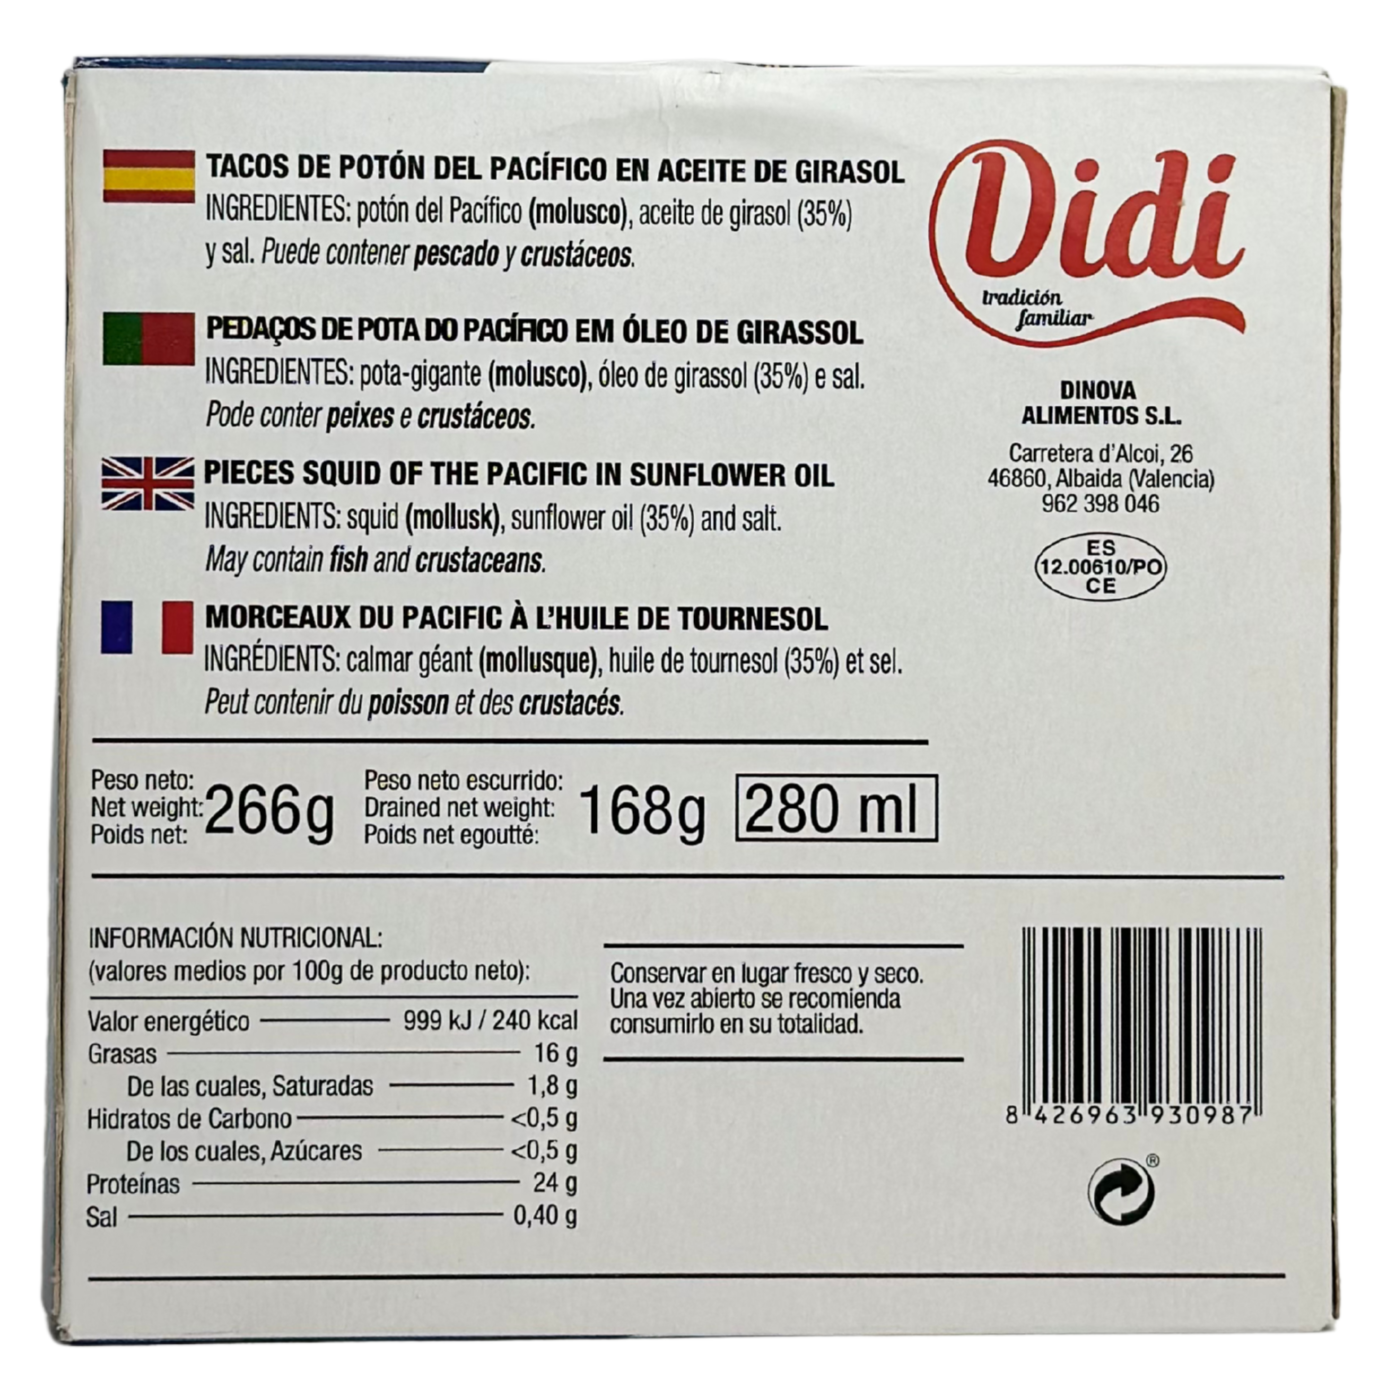 TACOS DE POTÓN DEL PACÍFICO EN ACEITE DE GIRASOL
INGREDIENTES: potón del Pacífico (molusco), aceite de girasol (35%)
y sal. Puede contener pescado y crustáceos.
PEDAÇOS DE POTA DO PACÍFICO EM ÓLEO DE GIRASSOL
INGREDIENTES: pota-gigante (molusco), óleo de girassol (35%) e sal.
Pode conter peixes e crustáceos.
PIECES SQUID OF THE PACIFIC IN SUNFLOWER OIL
INGREDIENTS: squid (mollusk), sunflower oil (35%) and salt.
May contain fish and crustaceans.
MORCEAUX DU PACIFIC À L'HUILE DE TOURNESOL
INGRÉDIENTS: calmar géant (mollusque), huile de tournesol (35%) et sel.
Peut contenir du poisson et des crustacés.
Didi
tradición
familiar
DINOVA
ALIMENTOS S.L.
Carretera d'Alcoi, 26
46860, Albaida (Valencia)
962 398 046
ES
12.00610/PO
CE
Peso neto:
Net weight:
Poids net:
266g
Peso neto escurrido:
Drained net weight:
Poids net egoutté:
168g
280 ml
INFORMACIÓN NUTRICIONAL:
(valores medios por 100g de producto neto):
Valor energético 999 kJ / 240 kcal
Grasas 16 g
De las cuales, Saturadas 1,8 g
Hidratos de Carbono <0,5 g
De los cuales, Azúcares <0,5 g
Proteínas 24 g
Sal 0,40 g
Conservar en lugar fresco y seco.
Una vez abierto se recomienda
consumirlo en su totalidad.
8 426963 930987
®